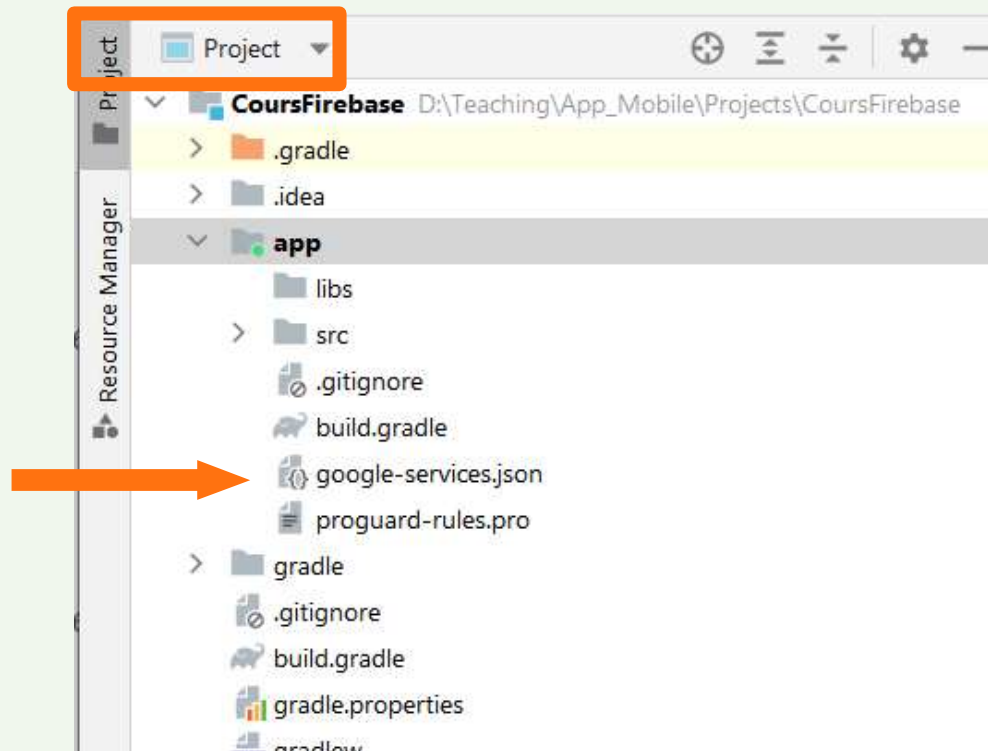 Project
Project
CoursFirebase D:\Teaching\App_Mobile\Projects\CoursFirebase
.gradle
.idea
app
libs
src
.gitignore
build.gradle
google-services.json
proguard-rules.pro
gradle
.gitignore
build.gradle
gradle.properties
gradlew
Resource Manager